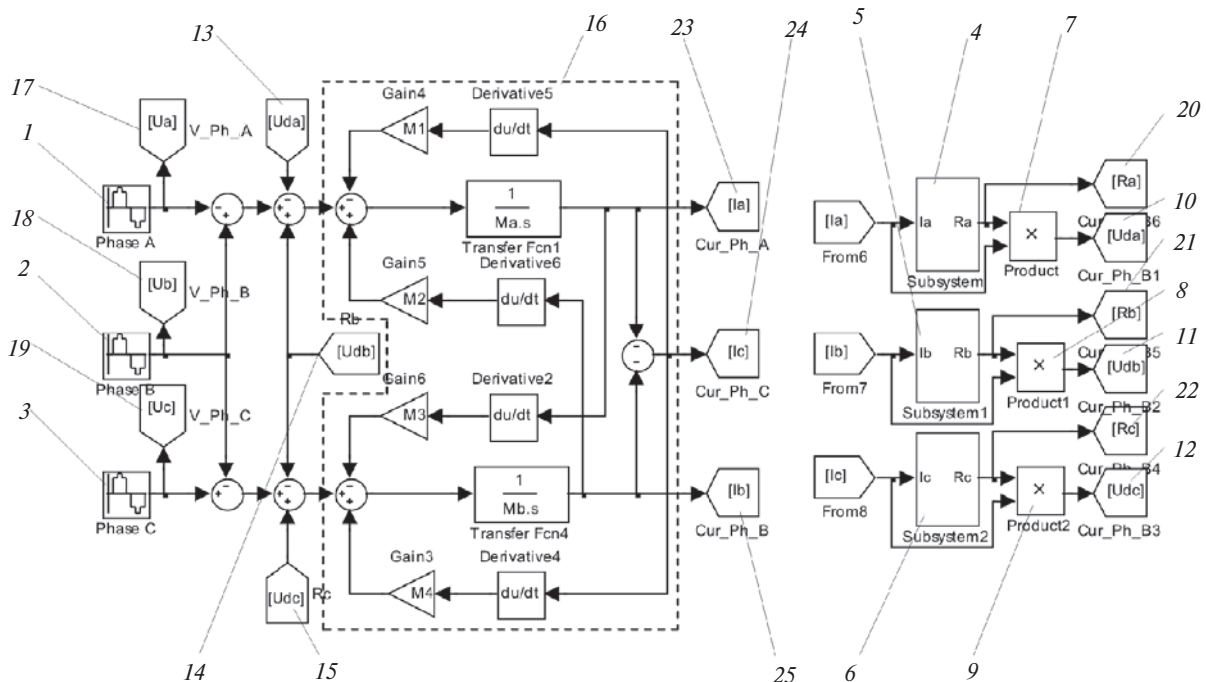 13
16
23
24
5
4
7
17
[Ua]
V_Ph_A
[Uda]
Gain4
Derivative5
M1
du/dt
20
1
Phase A
1
Ma.s
Transfer Fcn1
[Ia]
Cur_Ph_A
[Ia]
From6
Ia
Ra
Subsystem
×
Product
[Ra]
Cur_Ph_B6
10
[Uda]
Cur_Ph_B1
21
18
[Ub]
V_Ph_B
Gain5
Derivative6
M2
du/dt
2
Phase B
Rb
[Udb]
[Ic]
Cur_Ph_C
[Ib]
From7
Ib
Rb
Subsystem1
×
Product1
[Rb]
8
Cur_Ph_B5
11
[Udb]
Cur_Ph_B2
22
19
[Uc]
V_Ph_C
Gain6
Derivative2
M3
du/dt
3
Phase C
1
Mb.s
Transfer Fcn4
[Ib]
Cur_Ph_B
[Ic]
From8
Ic
Rc
Subsystem2
×
Product2
[Rc]
Cur_Ph_B4
12
[Udc]
Cur_Ph_B3
[Udc]
Rc
Gain3
Derivative4
M4
du/dt
14
15
25
6
9